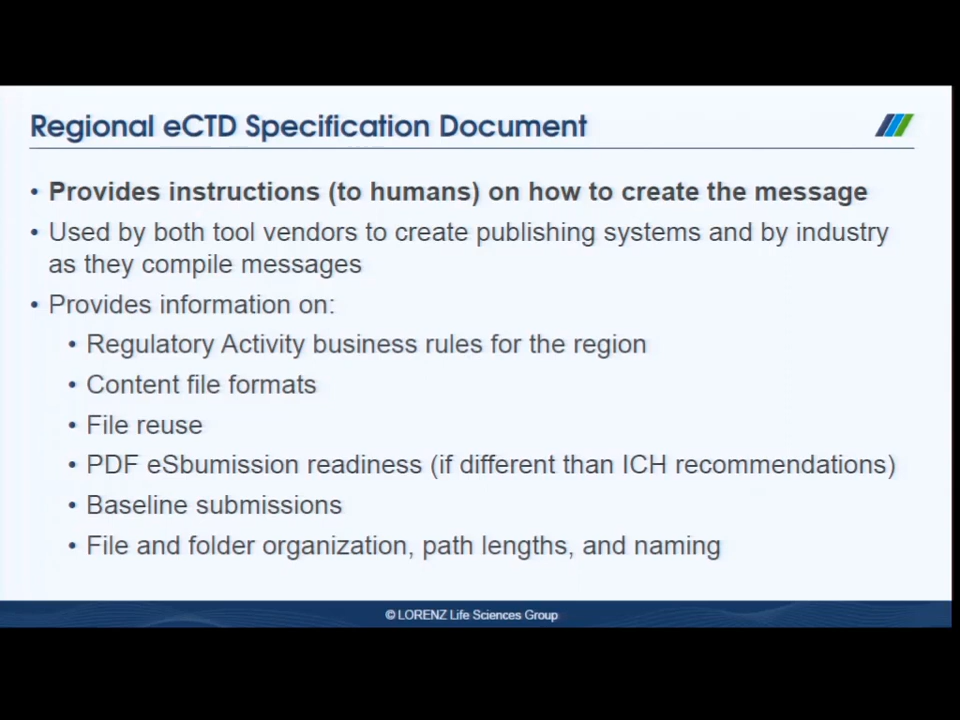 Regional eCTD Specification Document
• Provides instructions (to humans) on how to create the message
• Used by both tool vendors to create publishing systems and by industry
as they compile messages
• Provides information on:
• Regulatory Activity business rules for the region
• Content file formats
• File reuse
• PDF eSbumission readiness (if different than ICH recommendations)
• Baseline submissions
• File and folder organization, path lengths, and naming
© LORENZ Life Sciences Group